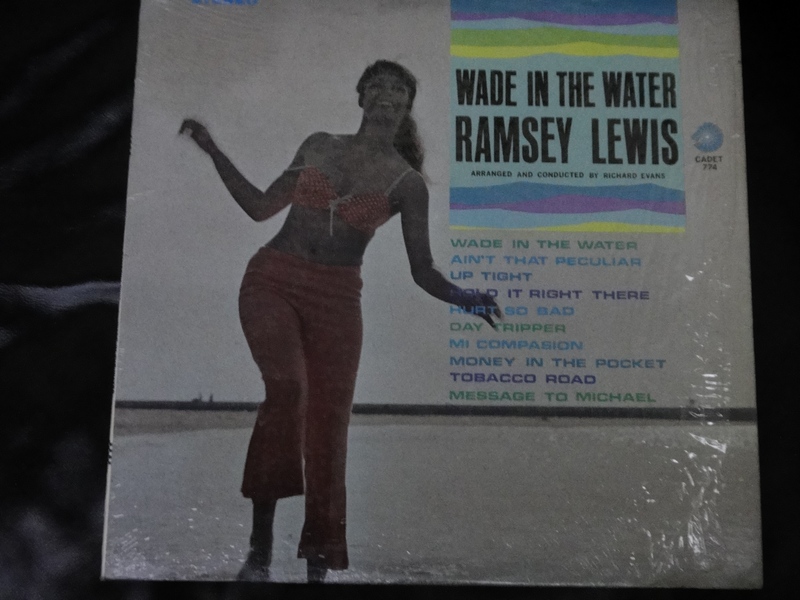 STEREO
WADE IN THE WATER
RAMSEY LEWIS
ARRANGED AND CONDUCTED BY RICHARD EVANS
CADET
774
WADE IN THE WATER
AIN'T THAT PECULIAR
UP TIGHT
HOLD IT RIGHT THERE
HURT SO BAD
DAY TRIPPER
MI COMPASION
MONEY IN THE POCKET
TOBACCO ROAD
MESSAGE TO MICHAEL